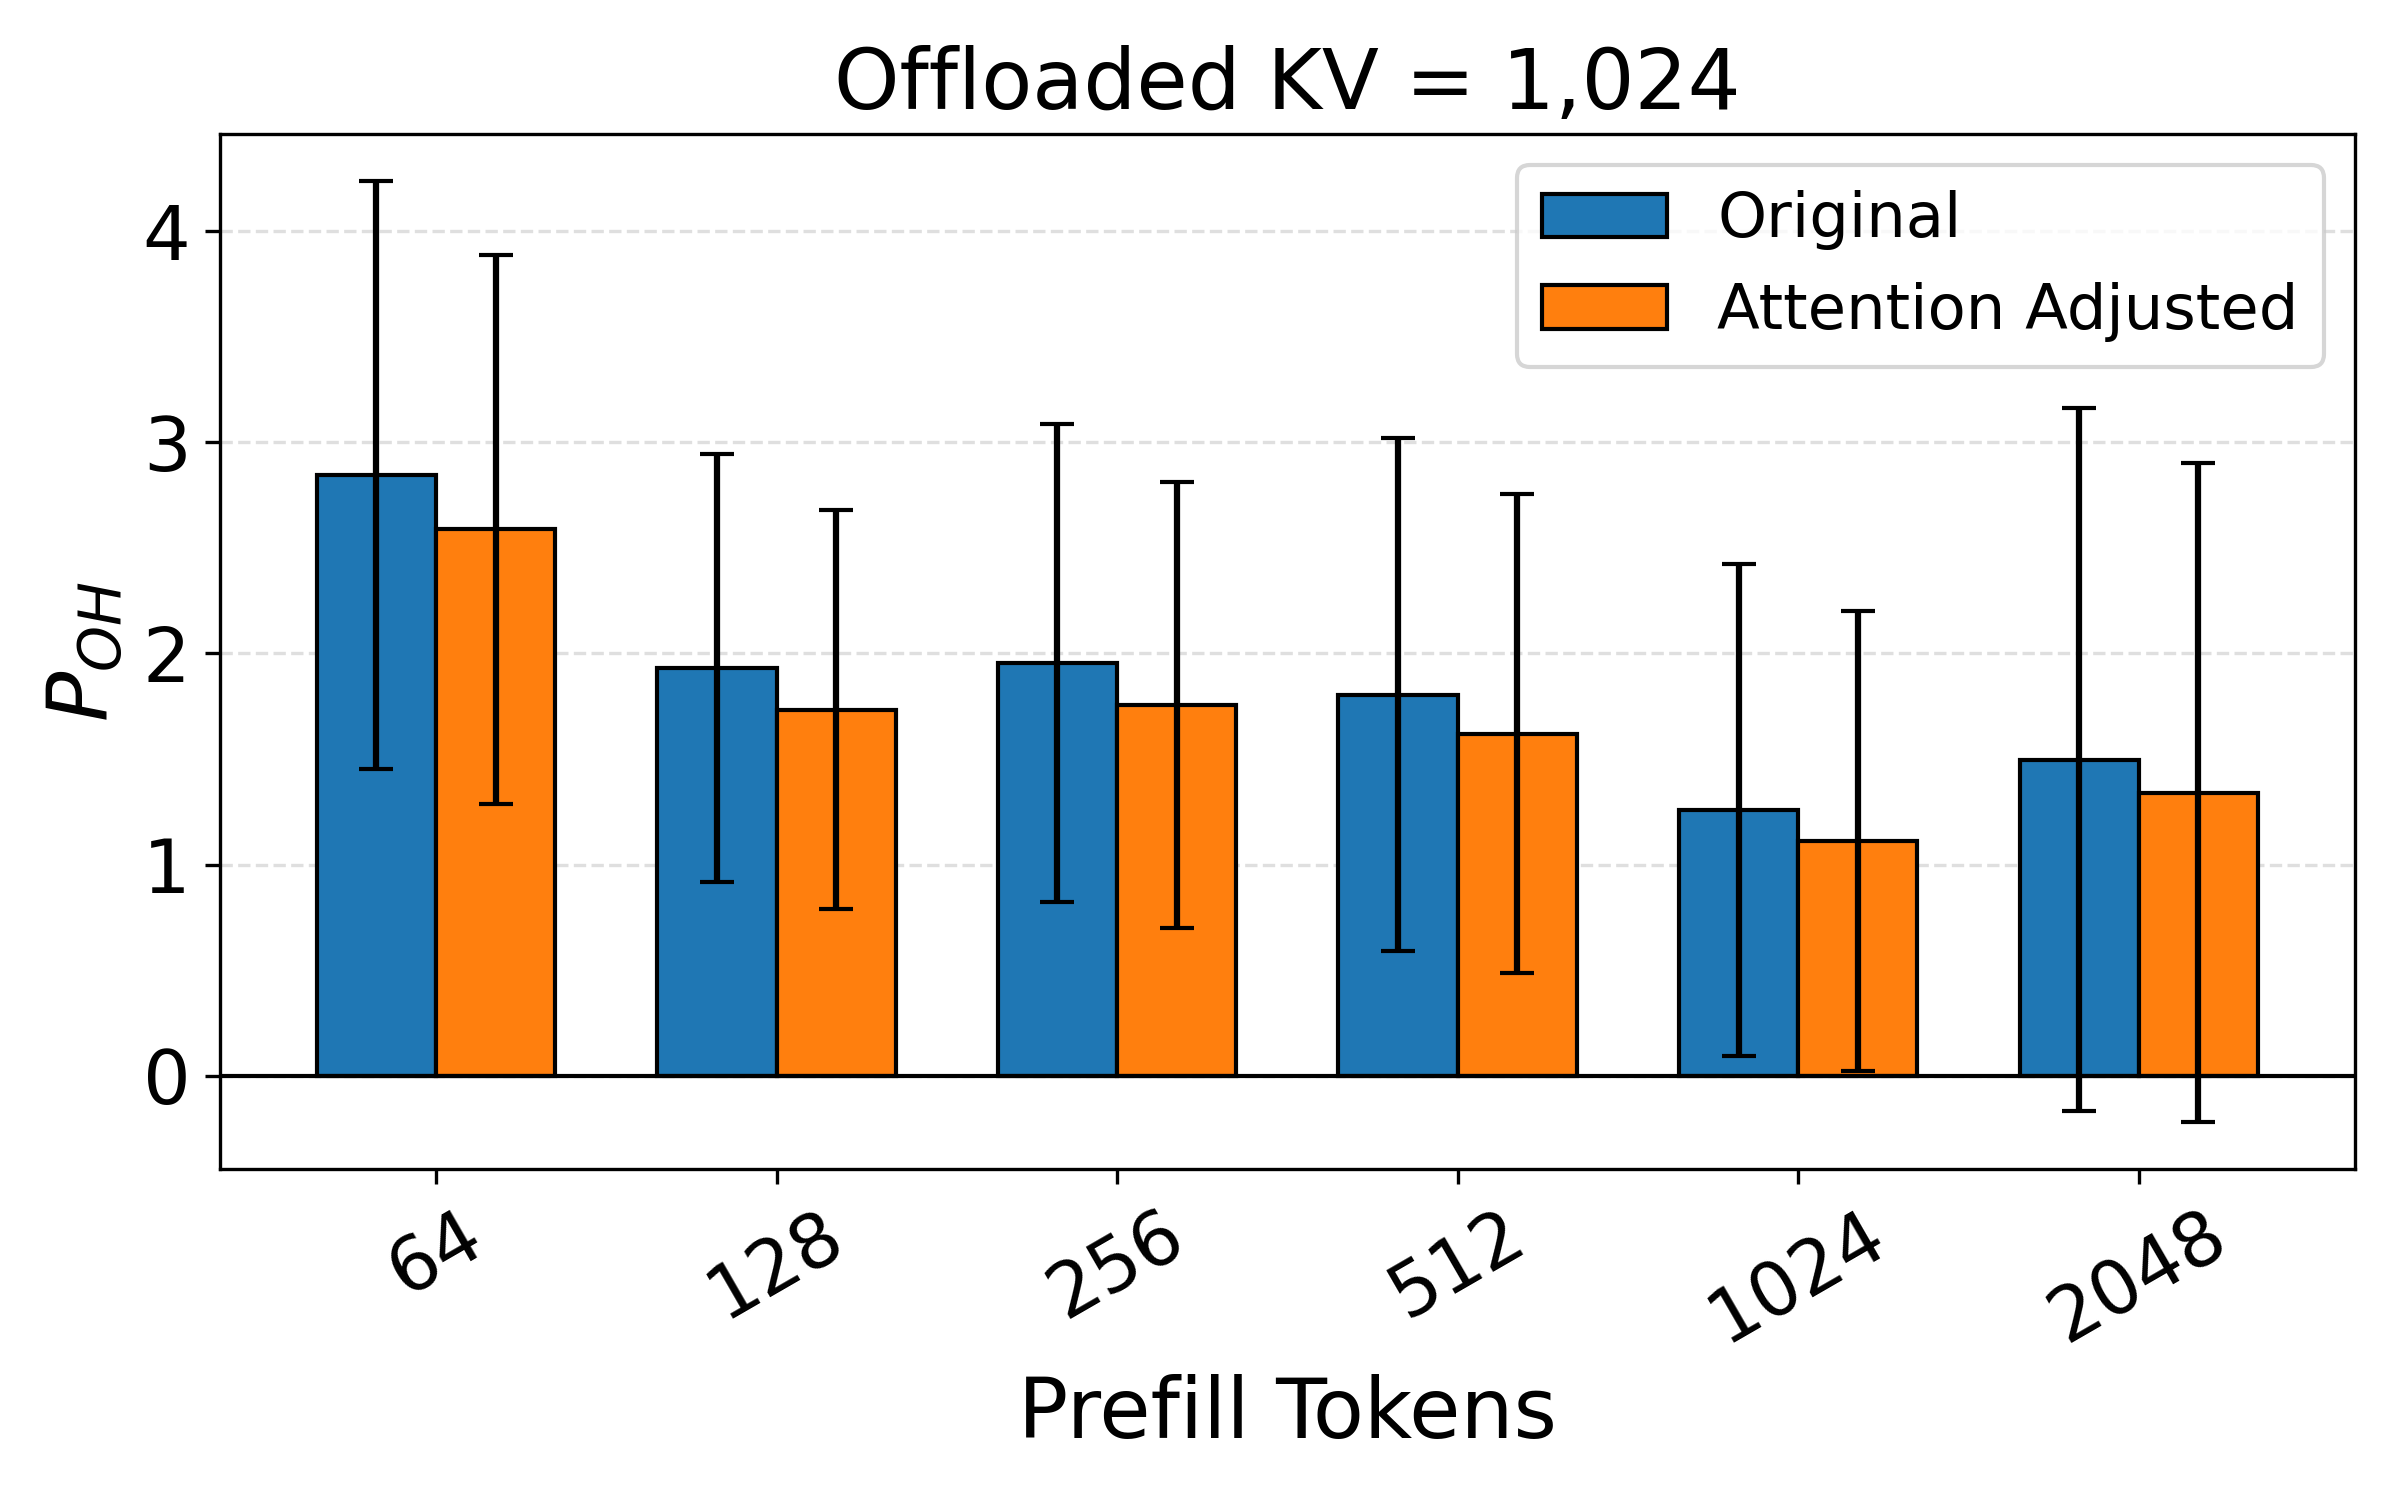 Offloaded KV = 1,024
Original
Attention Adjusted
P_OH
4
3
2
1
0
64
128
256
512
1024
2048
Prefill Tokens